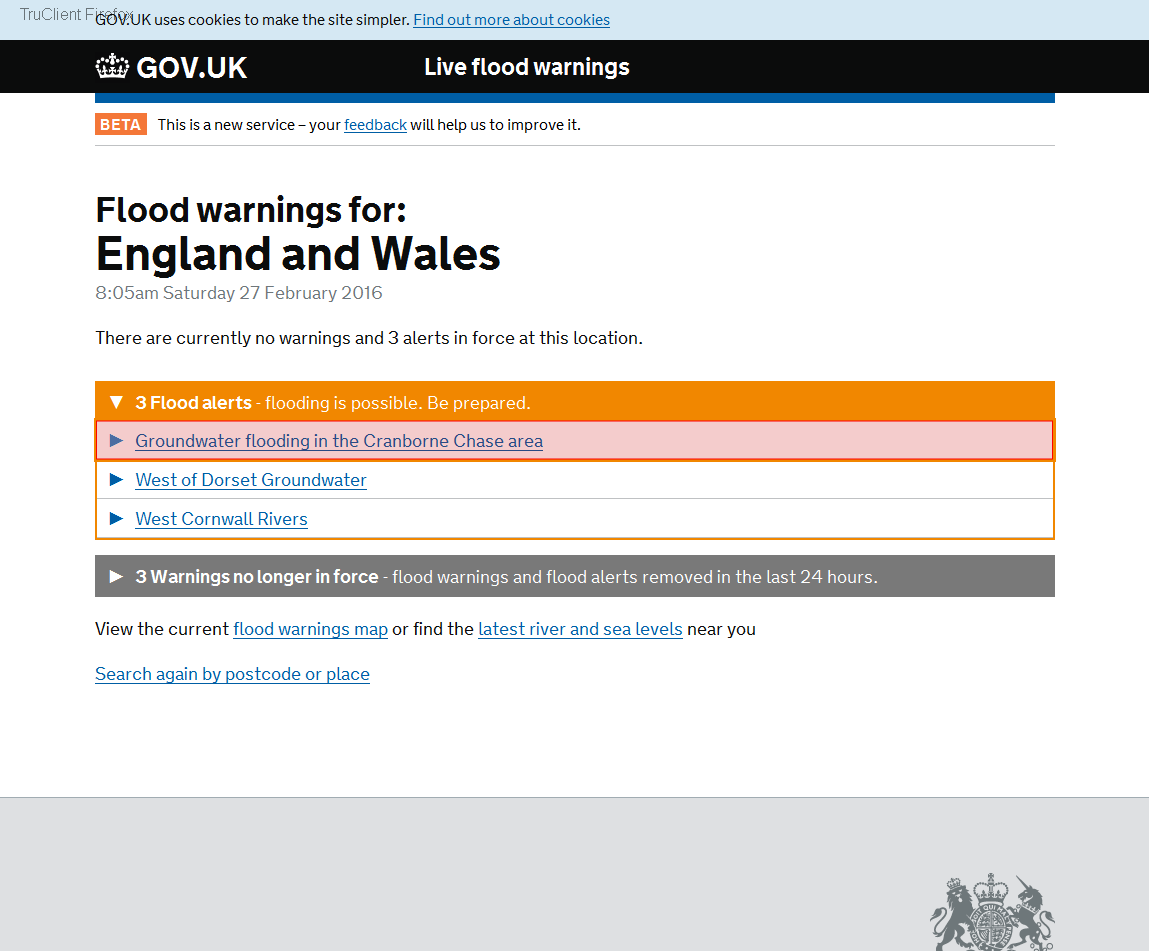 TruClient Firefox
GOV.UK uses cookies to make the site simpler. Find out more about cookies
GOV.UK
Live flood warnings
BETA This is a new service – your feedback will help us to improve it.
Flood warnings for:
England and Wales
8:05am Saturday 27 February 2016
There are currently no warnings and 3 alerts in force at this location.
3 Flood alerts - flooding is possible. Be prepared.
Groundwater flooding in the Cranborne Chase area
West of Dorset Groundwater
West Cornwall Rivers
3 Warnings no longer in force - flood warnings and flood alerts removed in the last 24 hours.
View the current flood warnings map or find the latest river and sea levels near you
Search again by postcode or place